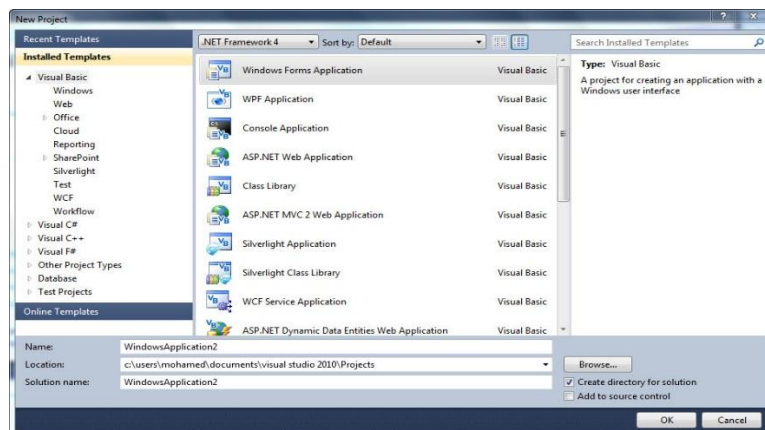 New Project
Recent Templates
Installed Templates
Visual Basic
Windows
Web
Office
Cloud
Reporting
SharePoint
Silverlight
Test
WCF
Workflow
Visual C#
Visual C++
Visual F#
Other Project Types
Database
Test Projects
Online Templates
.NET Framework 4 Sort by: Default
Windows Forms Application Visual Basic
WPF Application Visual Basic
Console Application Visual Basic
ASP.NET Web Application Visual Basic
Class Library Visual Basic
ASP.NET MVC 2 Web Application Visual Basic
Silverlight Application Visual Basic
Silverlight Class Library Visual Basic
WCF Service Application Visual Basic
ASP.NET Dynamic Data Entities Web Application Visual Basic
Search Installed Templates
Type: Visual Basic
A project for creating an application with a
Windows user interface
Name: WindowsApplication2
Location: c:\users\mohamed\documents\visual studio 2010\Projects Browse...
Solution name: WindowsApplication2
Create directory for solution
Add to source control
OK Cancel